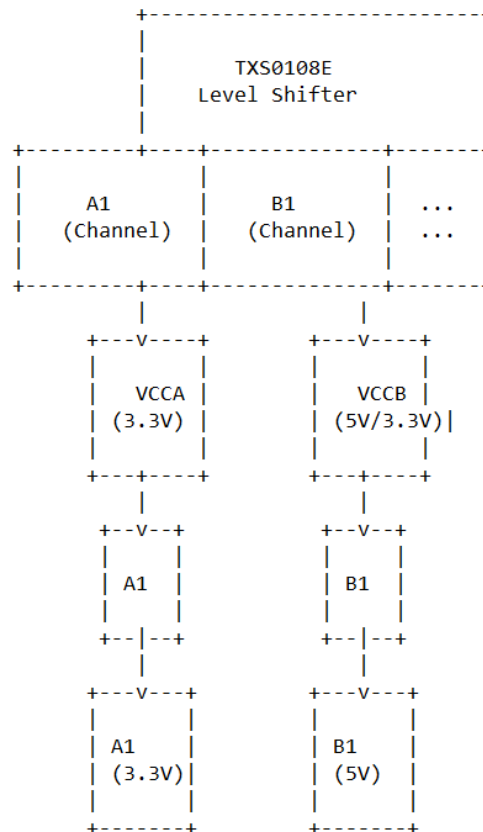 TXS0108E
Level Shifter
A1 B1 ...
(Channel) (Channel) ...
VCCA VCCB
(3.3V) (5V/3.3V)
A1 B1
A1 B1
(3.3V) (5V)